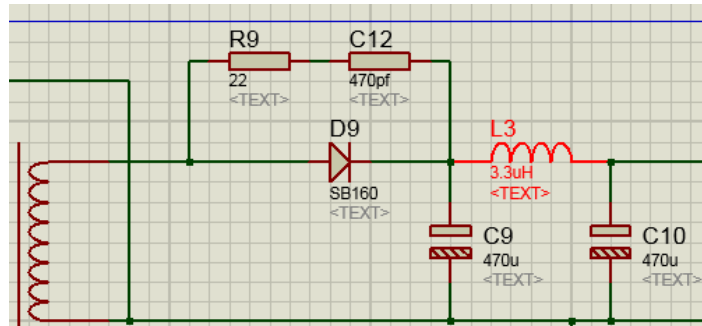 R9
22
<TEXT>
C12
470pf
<TEXT>
D9
SB160
<TEXT>
L3
3.3uH
<TEXT>
C9
470u
<TEXT>
C10
470u
<TEXT>